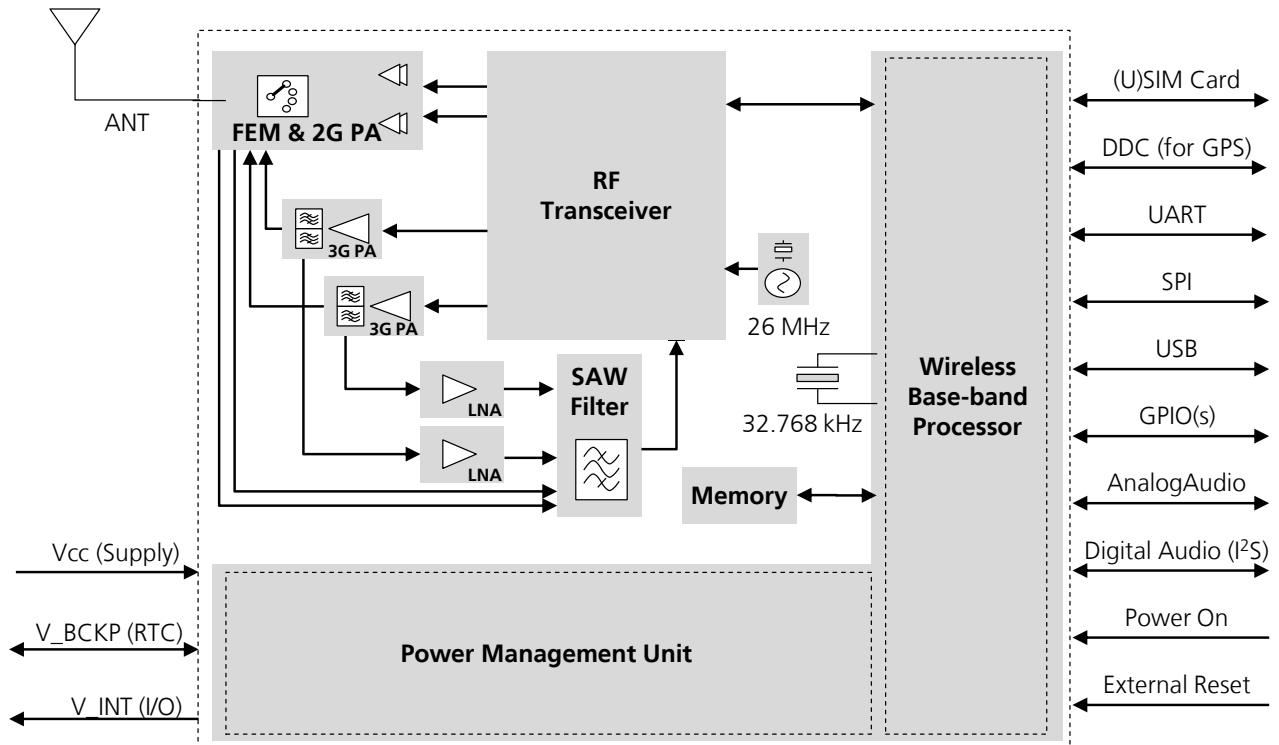 ANT
FEM & 2G PA
RF
Transceiver
3G PA
3G PA
26 MHz
LNA
SAW
Filter
LNA
32.768 kHz
Wireless
Base-band
Processor
Memory
Power Management Unit
Vcc (Supply)
V_BCKP (RTC)
V_INT (I/O)
(U)SIM Card
DDC (for GPS)
UART
SPI
USB
GPIO(s)
AnalogAudio
Digital Audio (I²S)
Power On
External Reset